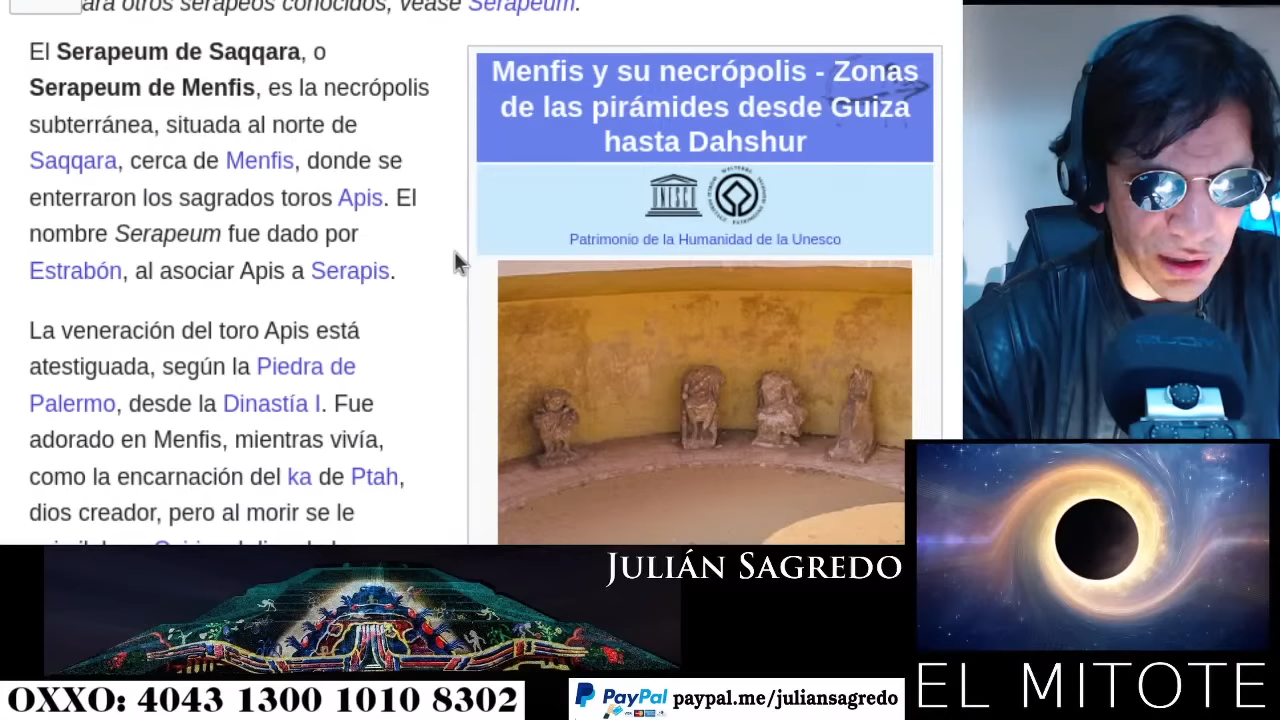 ara otros serapeos conocidos, véase Serapeum.
El Serapeum de Saqqara, o
Serapeum de Menfis, es la necrópolis
subterránea, situada al norte de
Saqqara, cerca de Menfis, donde se
enterraron los sagrados toros Apis. El
nombre Serapeum fue dado por
Estrabón, al asociar Apis a Serapis.
La veneración del toro Apis está
atestiguada, según la Piedra de
Palermo, desde la Dinastía I. Fue
adorado en Menfis, mientras vivía,
como la encarnación del ka de Ptah,
dios creador, pero al morir se le
Menfis y su necrópolis - Zonas
de las pirámides desde Guiza
hasta Dahshur
UNESCO
Patrimonio de la Humanidad de la Unesco
JULIÁN SAGREDO
OXXO: 4043 1300 1010 8302
PayPal paypal.me/juliansagredo
EL MITOTE